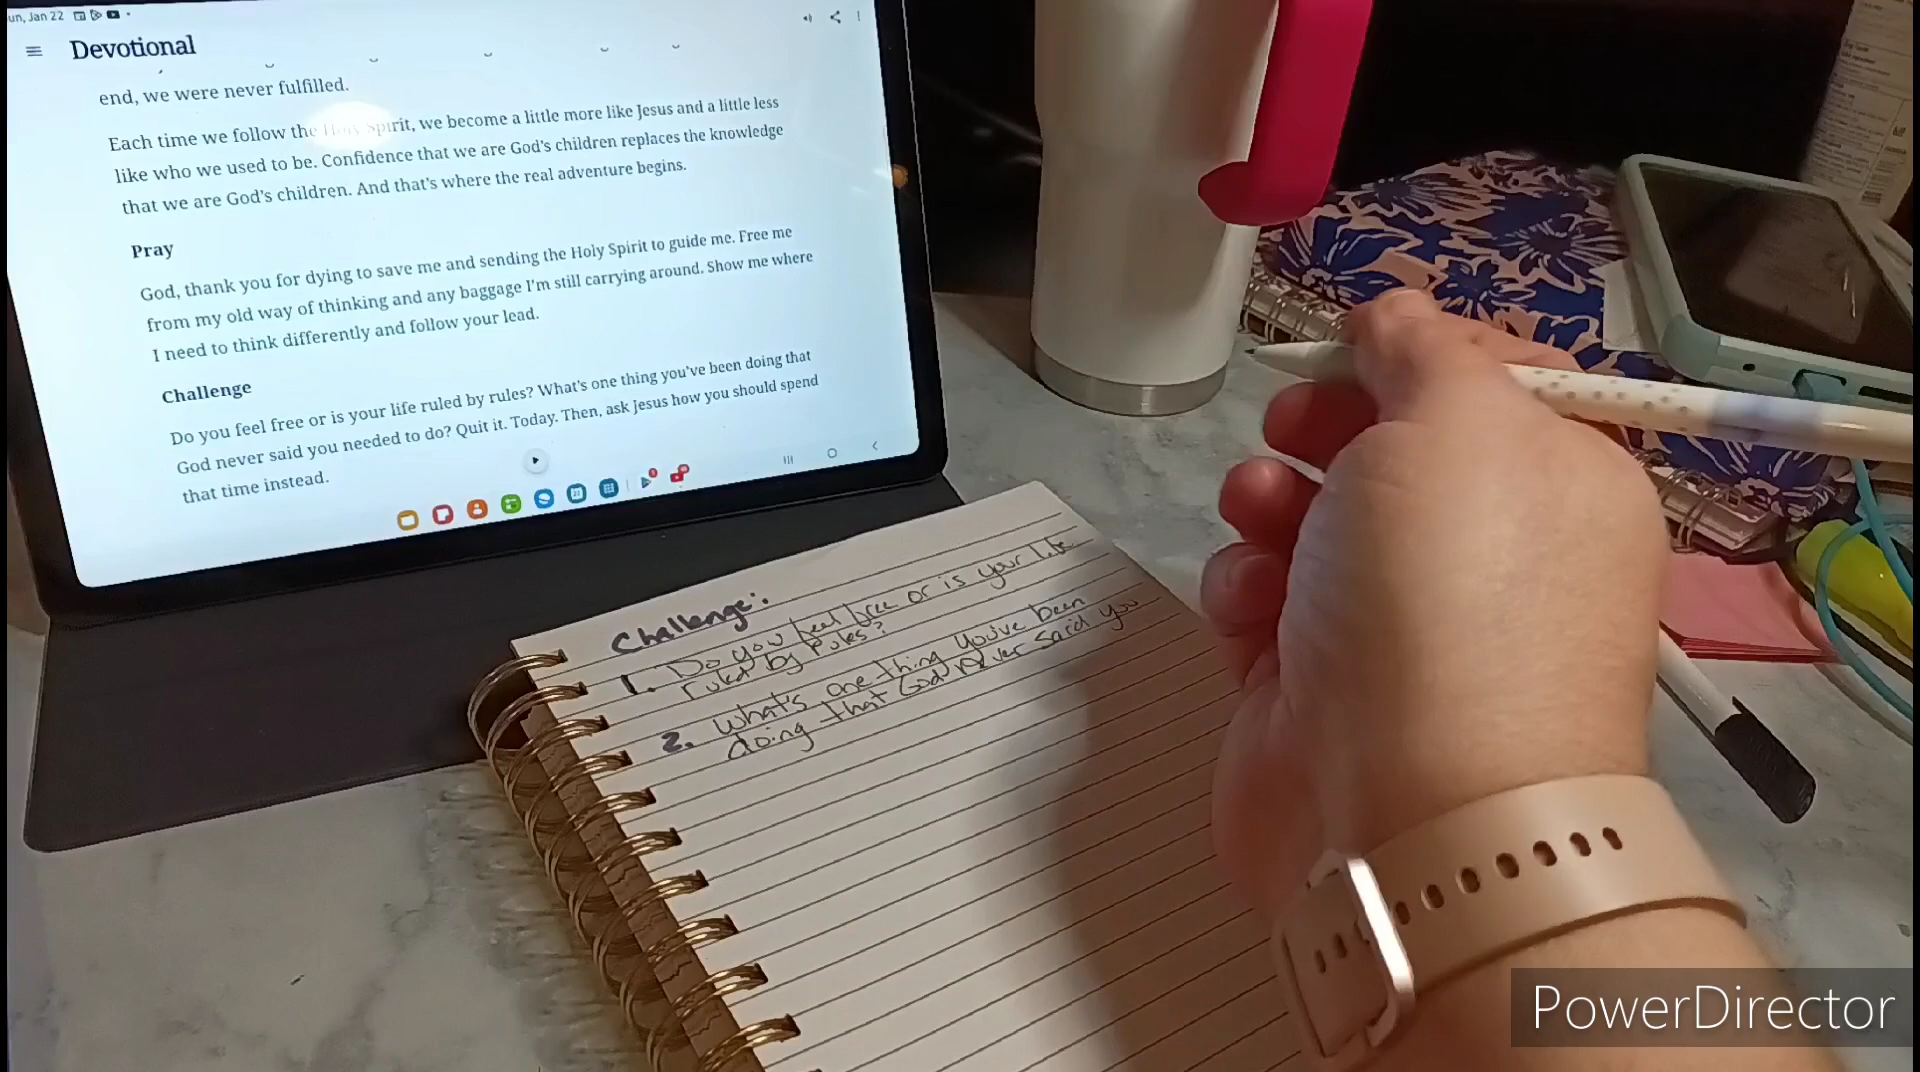 un, Jan 22
Devotional
end, we were never fulfilled.
Each time we follow the Holy Spirit, we become a little more like Jesus and a little less
like who we used to be. Confidence that we are God's children replaces the knowledge
that we are God's children. And that's where the real adventure begins.
Pray
God, thank you for dying to save me and sending the Holy Spirit to guide me. Free me
from my old way of thinking and any baggage I'm still carrying around. Show me where
I need to think differently and follow your lead.
Challenge
Do you feel free or is your life ruled by rules? What's one thing you've been doing that
God never said you needed to do? Quit it. Today. Then, ask Jesus how you should spend
that time instead.
Challenge:
1. Do you feel free or is your life
ruled by rules?
2. What's one thing you've been
doing that God never said you
PowerDirector